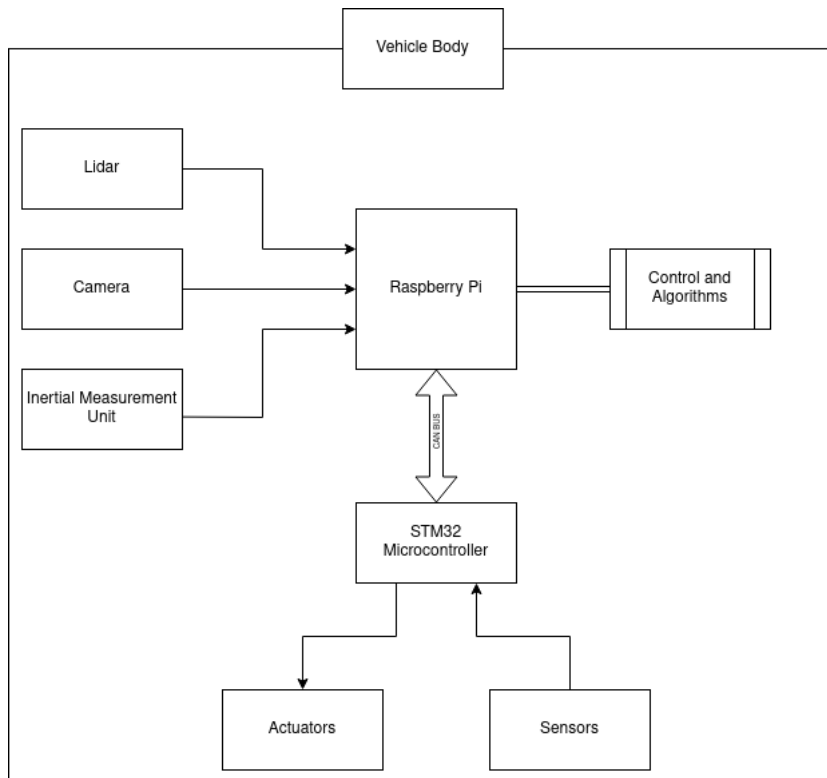 Vehicle Body
Lidar
Camera
Raspberry Pi
Control and
Algorithms
Inertial Measurement
Unit
CAN BUS
STM32
Microcontroller
Actuators
Sensors